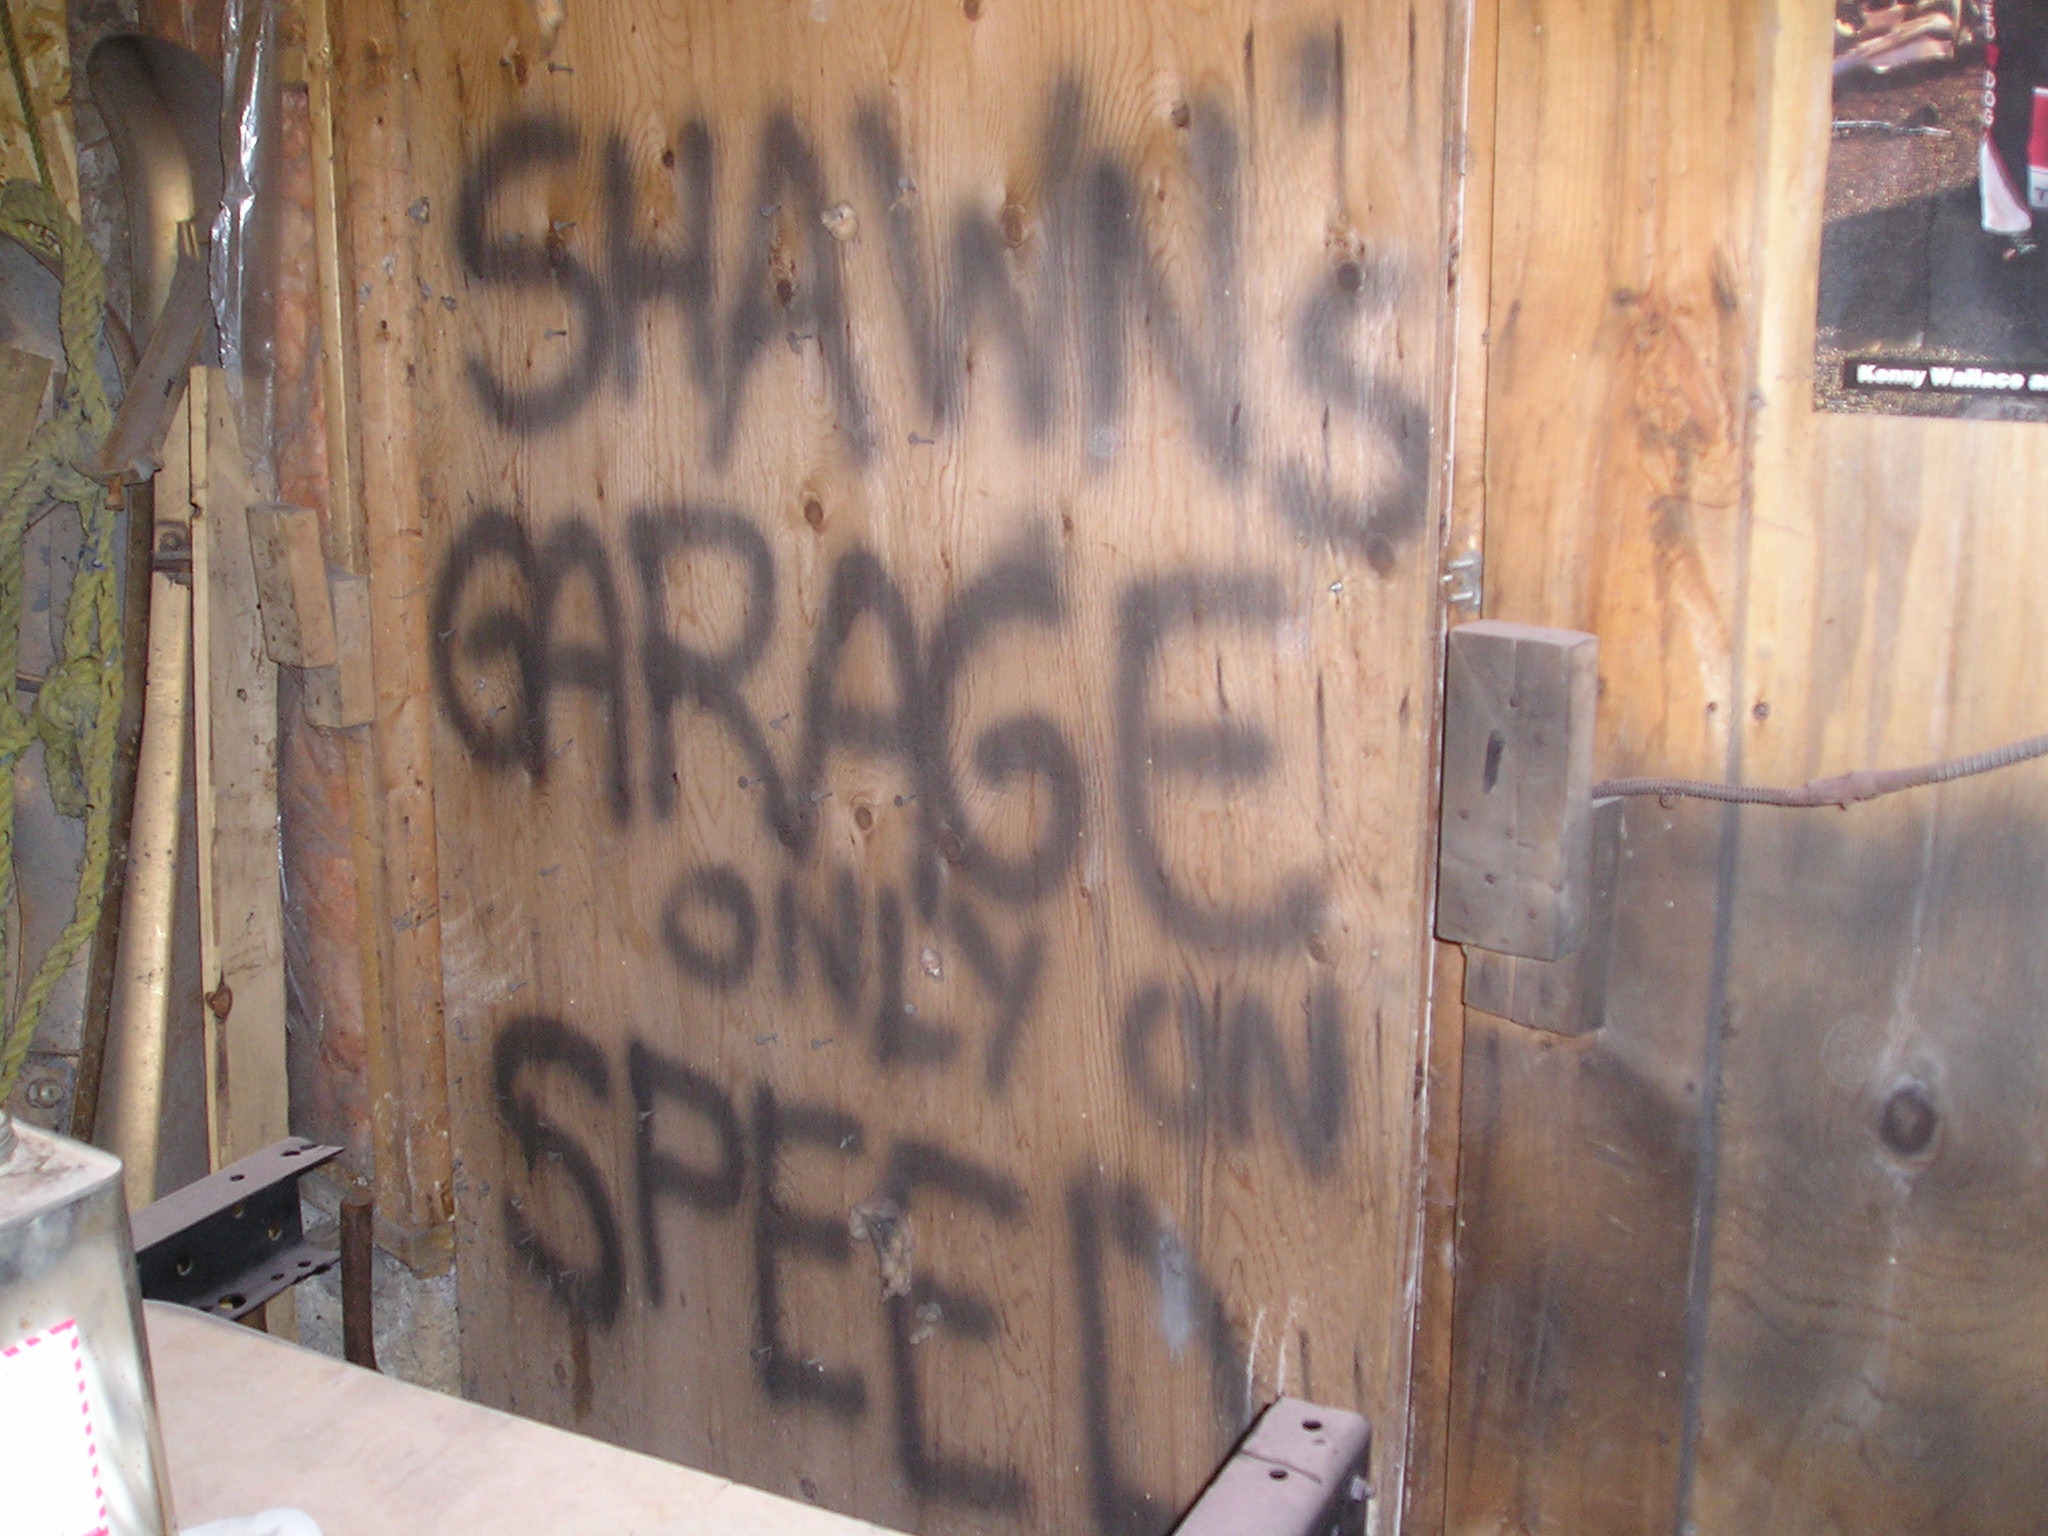 SHAWN'S
GARAGE
ONLY ON
SPEED
Kenny Wallace